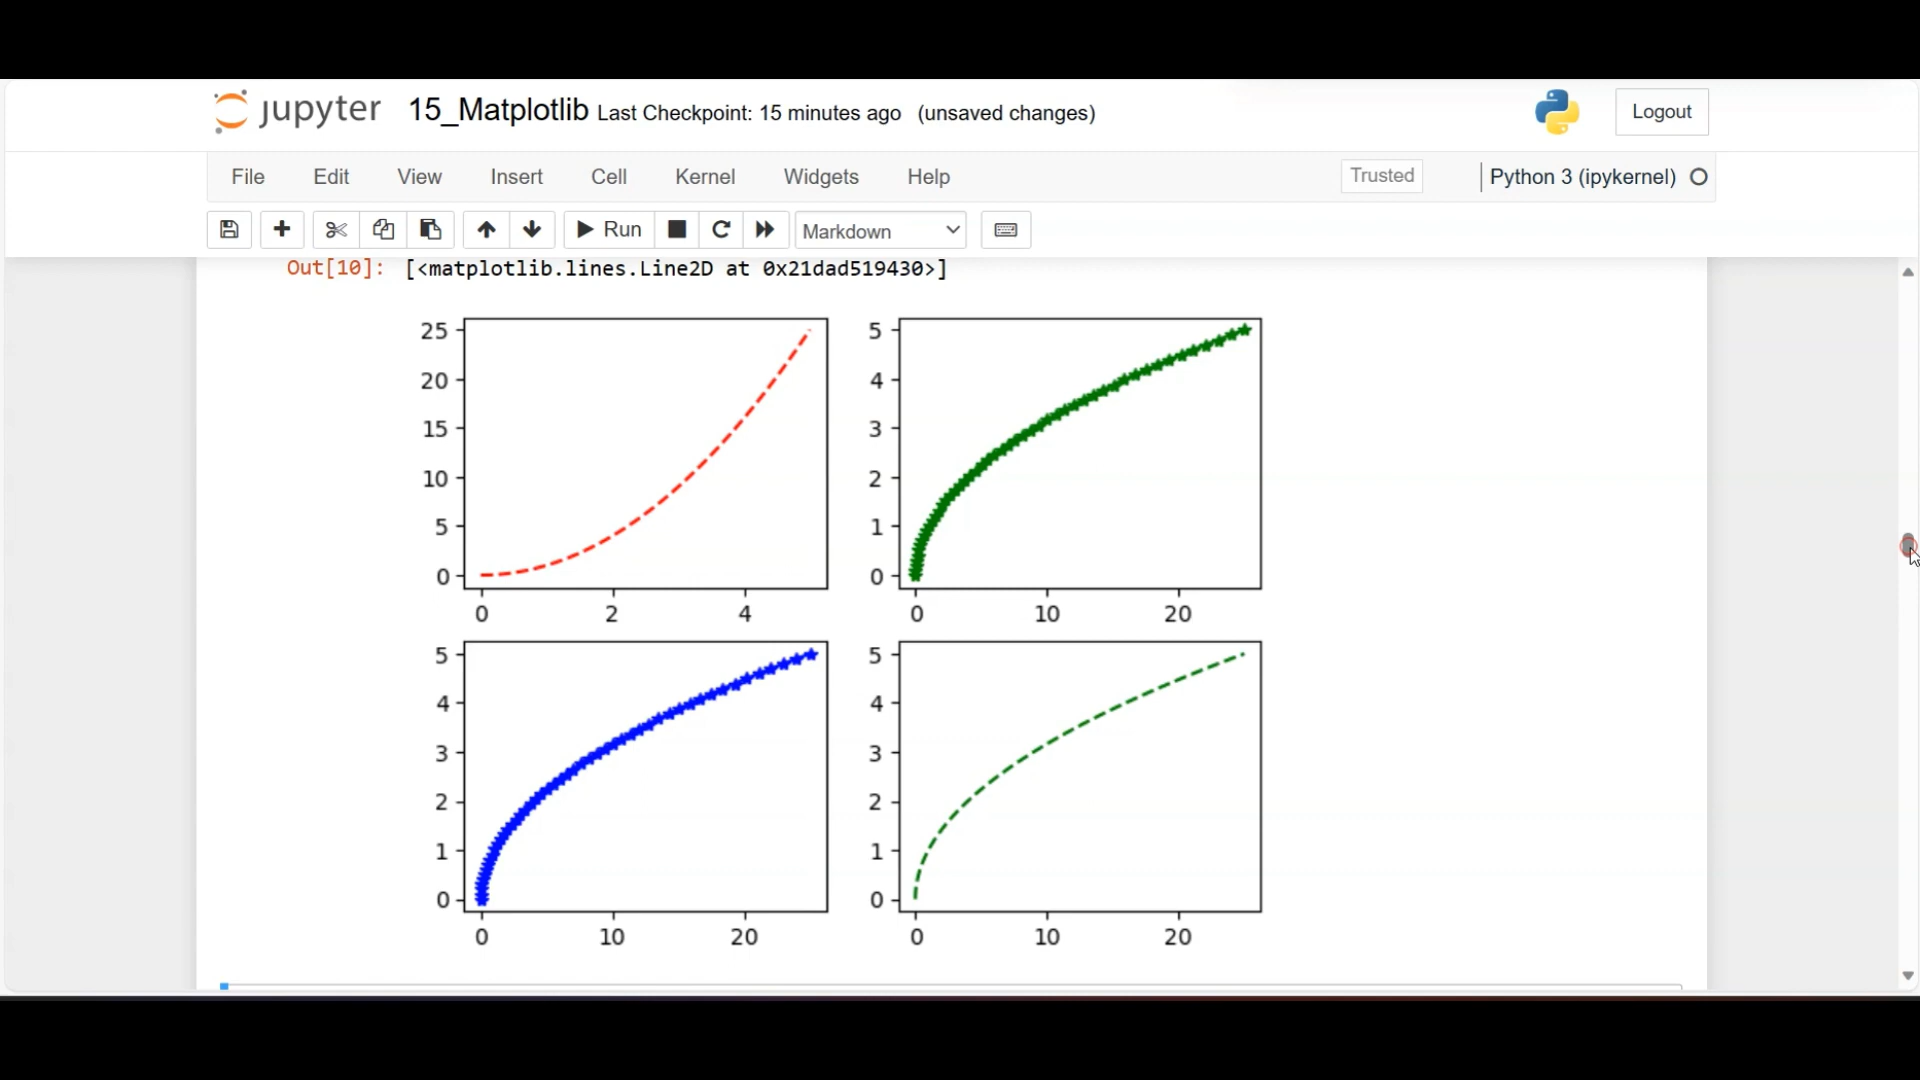 jupyter 15_Matplotlib Last Checkpoint: 15 minutes ago (unsaved changes)
Logout
File Edit View Insert Cell Kernel Widgets Help
Trusted
Python 3 (ipykernel)
Run
Markdown
Out[10]: [<matplotlib.lines.Line2D at 0x21dad519430>]
25
20
15
10
5
0
0 2 4
5
4
3
2
1
0
0 10 20
5
4
3
2
1
0
0 10 20
5
4
3
2
1
0
0 10 20